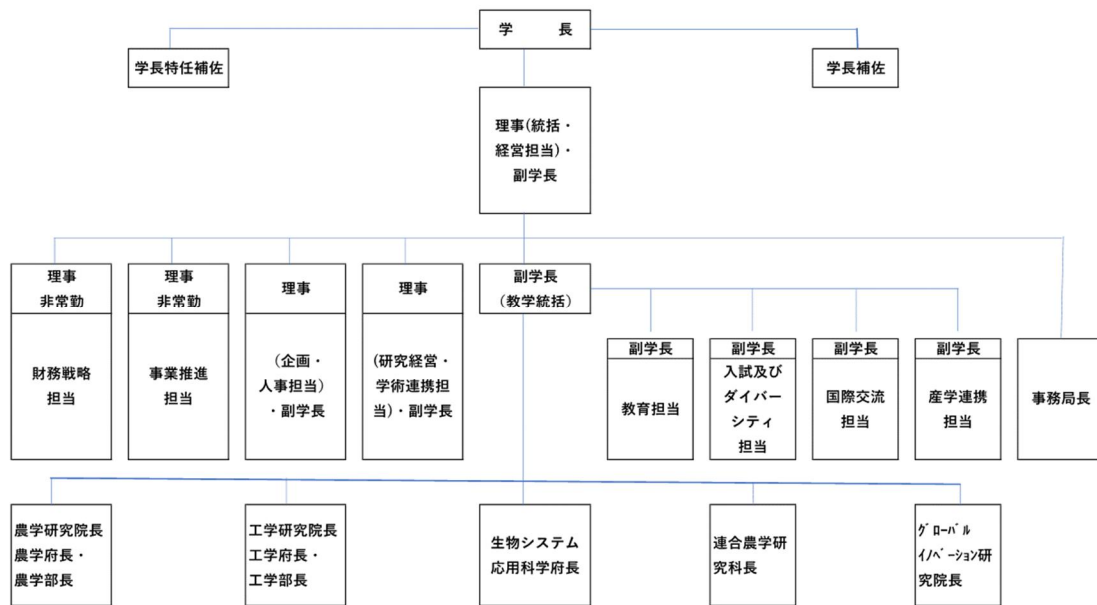 学　　長
学長特任補佐
学長補佐
理事(統括・
経営担当)・
副学長
理事
非常勤
財務戦略
担当
理事
非常勤
事業推進
担当
理事
(企画・
人事担当)
・副学長
理事
(研究経営・
学術連携担
当)・副学長
副学長
(教学統括)
副学長
教育担当
副学長
入試及び
ダイバー
シティ
担当
副学長
国際交流
担当
副学長
産学連携
担当
事務局長
農学研究院長
農学府長・
農学部長
工学研究院長
工学府長・
工学部長
生物システム
応用科学府長
連合農学研
究科長
ｸﾞﾛｰﾊﾞﾙ
ｲﾉﾍﾞｰｼｮﾝ研
究院長